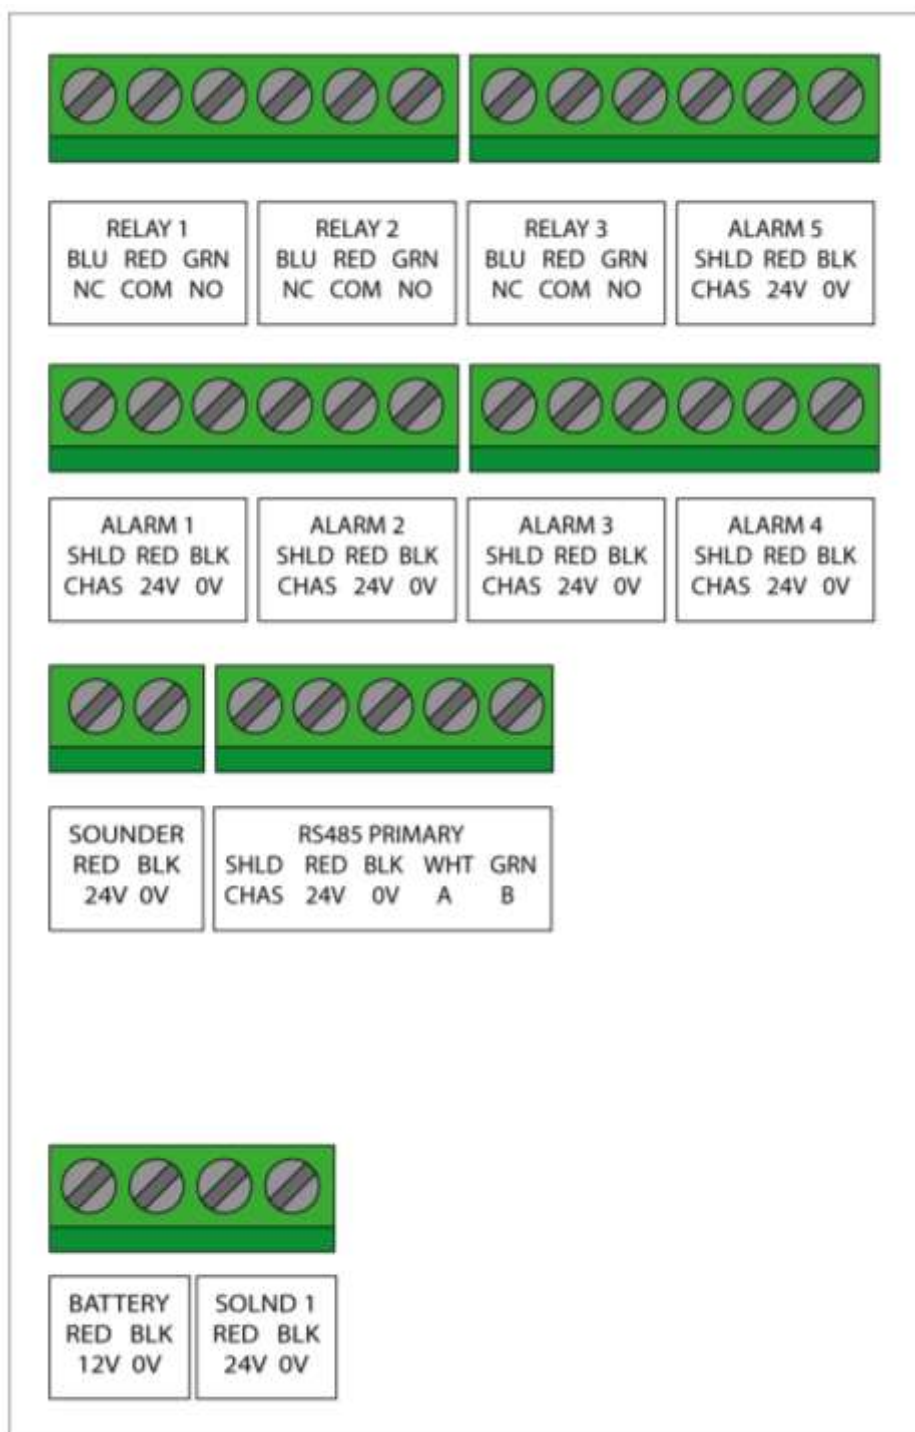 RELAY 1
BLU RED GRN
NC COM NO
RELAY 2
BLU RED GRN
NC COM NO
RELAY 3
BLU RED GRN
NC COM NO
ALARM 5
SHLD RED BLK
CHAS 24V 0V
ALARM 1
SHLD RED BLK
CHAS 24V 0V
ALARM 2
SHLD RED BLK
CHAS 24V 0V
ALARM 3
SHLD RED BLK
CHAS 24V 0V
ALARM 4
SHLD RED BLK
CHAS 24V 0V
SOUNDER
RED BLK
24V 0V
RS485 PRIMARY
SHLD RED BLK WHT GRN
CHAS 24V 0V A B
BATTERY
RED BLK
12V 0V
SOLND 1
RED BLK
24V 0V